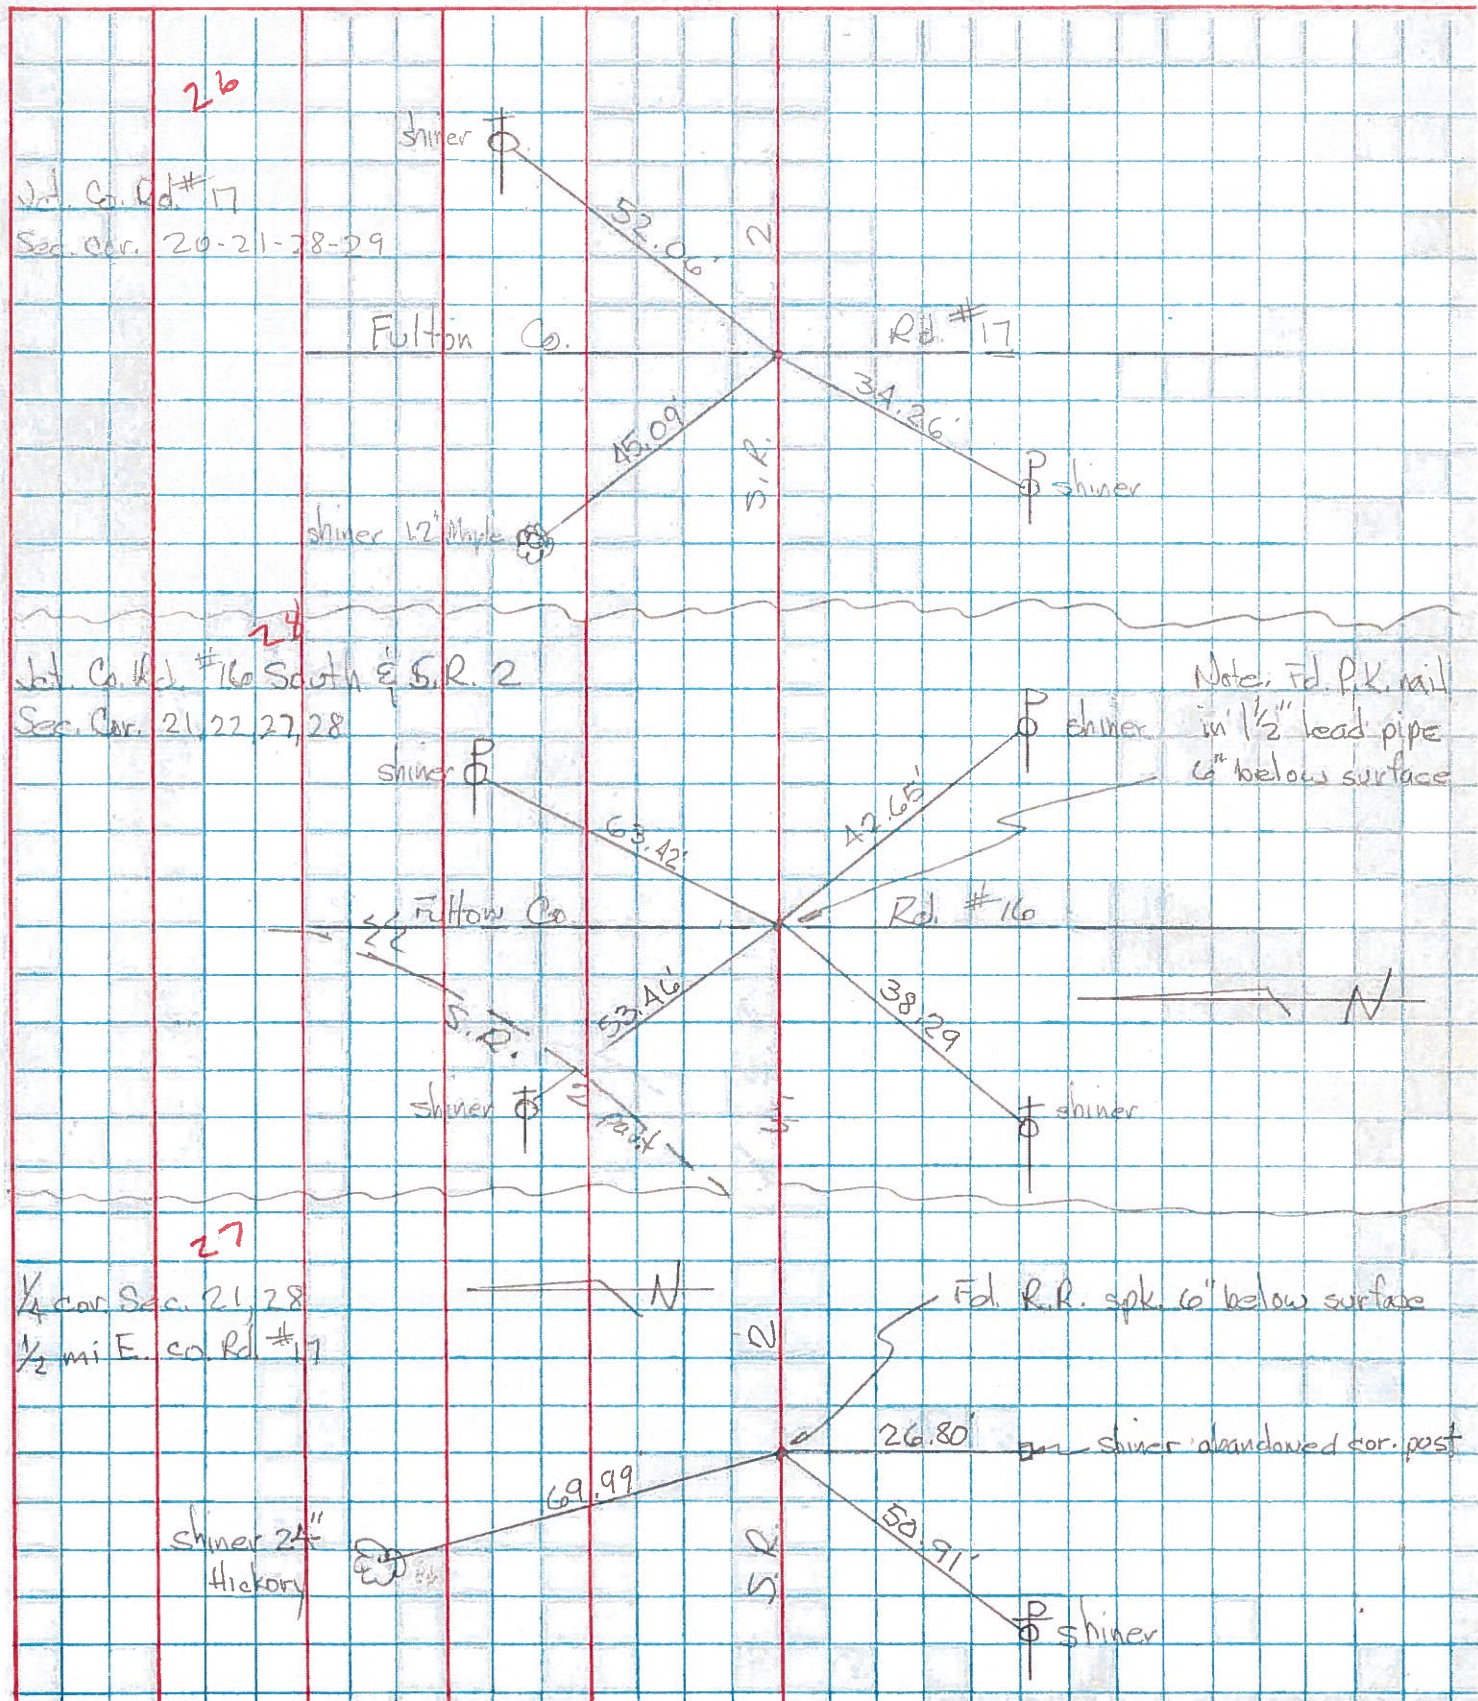 26
shiner
Jct. Co. Rd. #17
Sec. cor. 20-21-28-29
52.06'
2
Fulton Co. Rd #17
34.26'
45.09'
S.R.
shiner
shiner 12" Maple
28
Jct. Co. Rd. #16 South & S.R. 2
Sec. Cor. 21, 22, 27, 28
Note: Fd. P.K. nail
in 1 1/2" lead pipe
6" below surface
shiner
shiner
42.65'
63.42'
Fulton Co. Rd. #16
N
53.46'
38.29
S.R. 2
shiner
shiner
27
1/4 cor. Sec. 21, 28
1/2 mi E. co. Rd. #17
N
Fd. R.R. spk. 6" below surface
2
26.80'
shiner abandoned cor. post
69.99
shiner 24"
Hickory
50.91'
S.R.
shiner